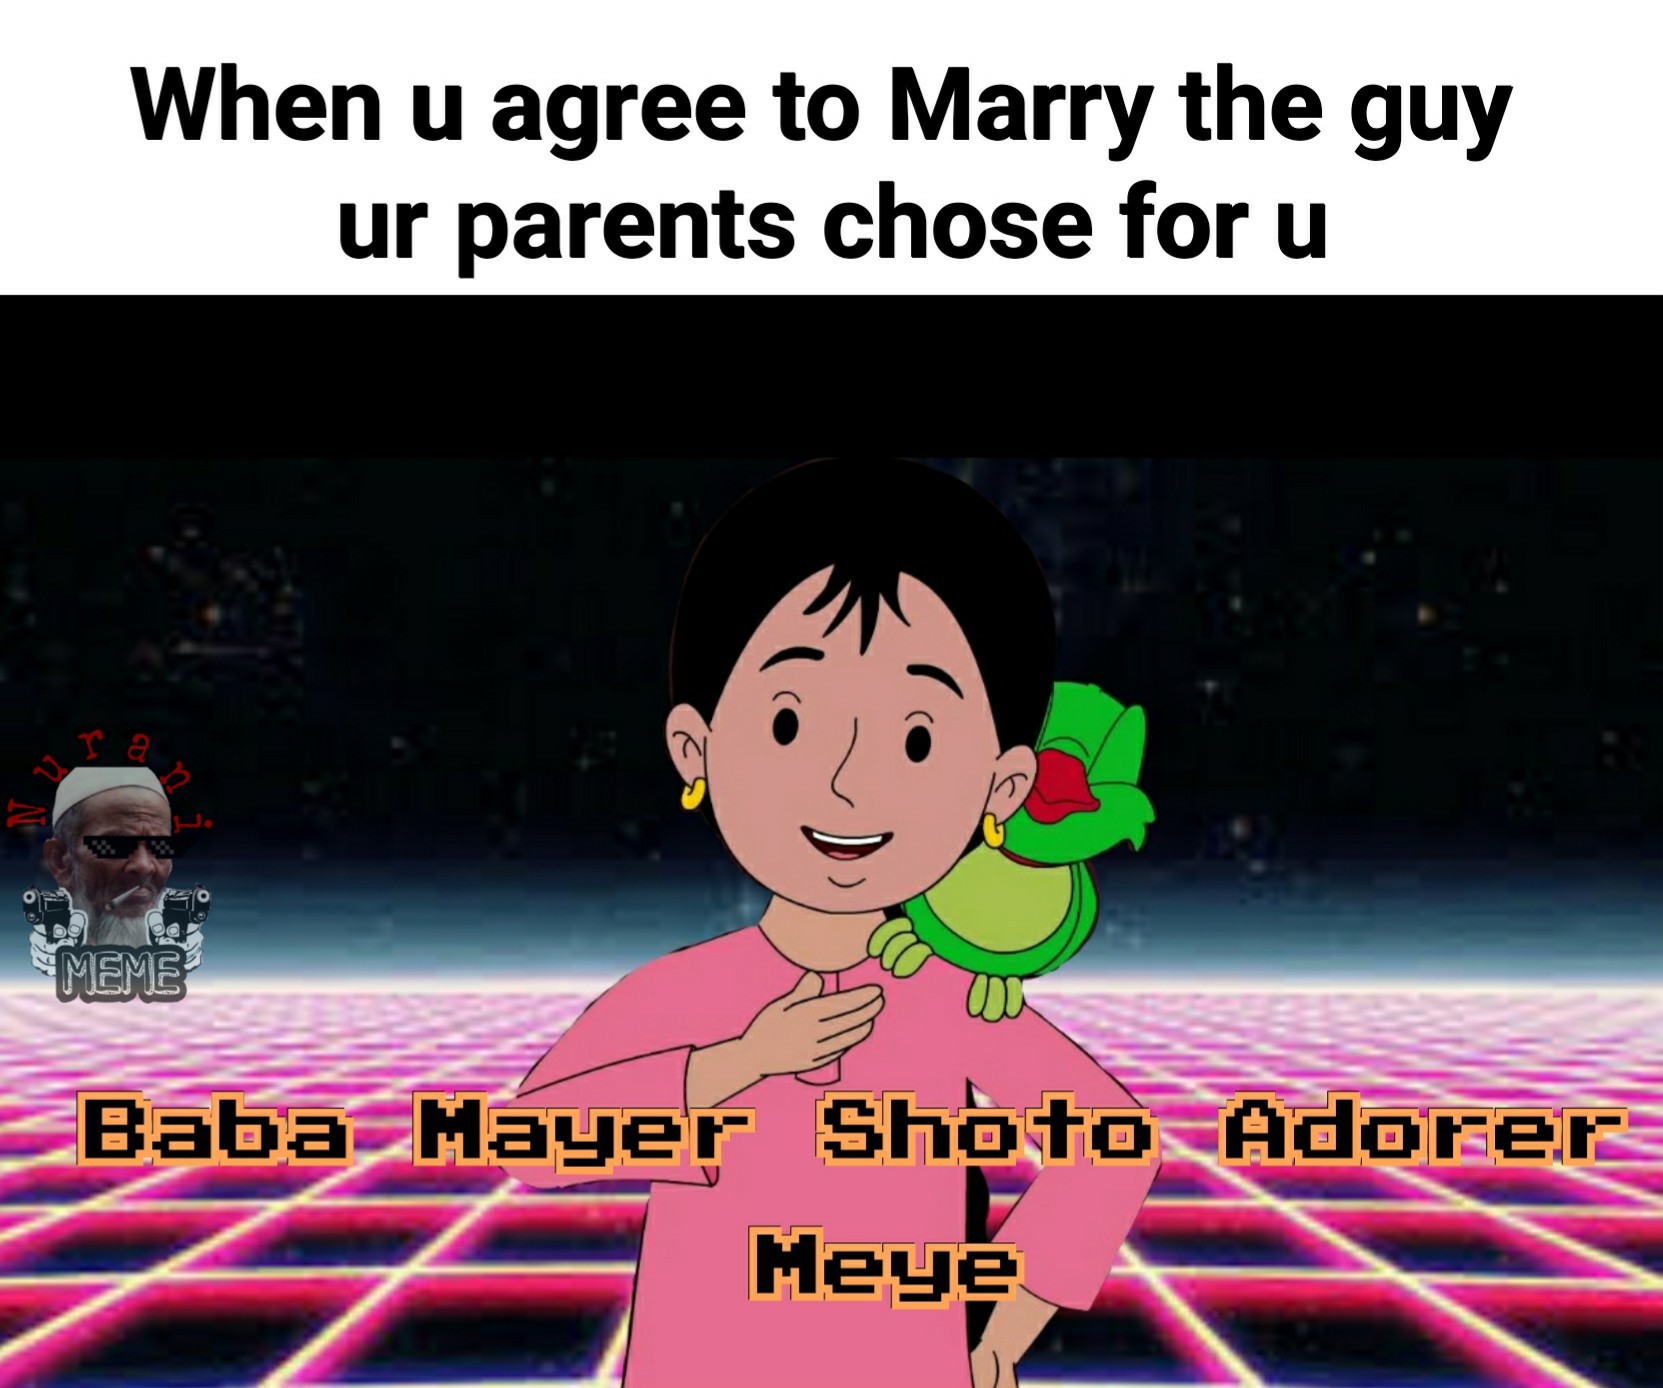 When u agree to Marry the guy
ur parents chose for u
Nurani
MEME
Baba Mayer Shoto Adorer
Meye